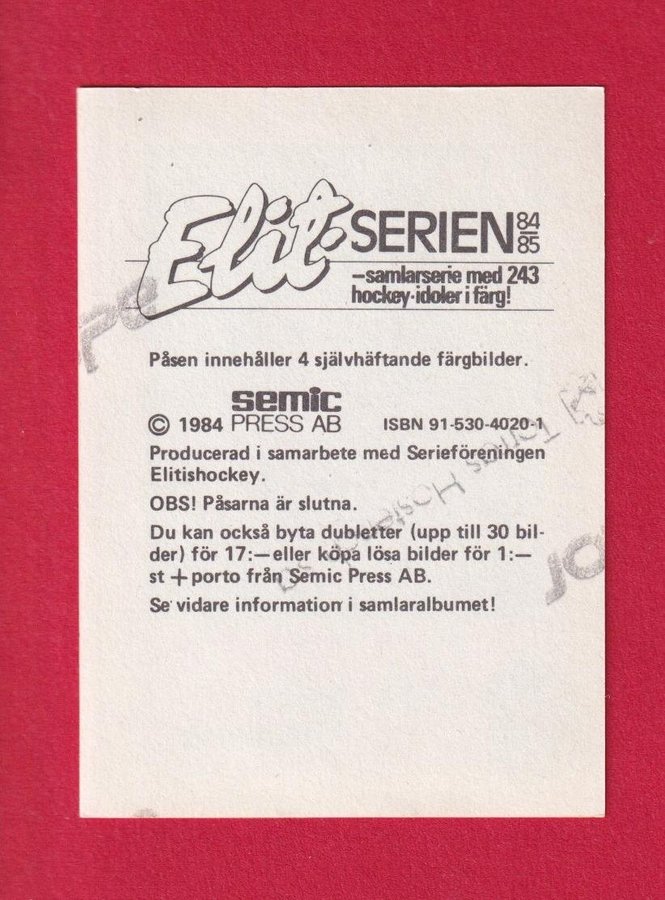 Elit-SERIEN 84/85
–samlarserie med 243
hockey-idoler i färg!
Påsen innehåller 4 självhäftande färgbilder.
semic
© 1984 PRESS AB ISBN 91-530-4020-1
Producerad i samarbete med Serieföreningen
Elitishockey.
OBS! Påsarna är slutna.
Du kan också byta dubletter (upp till 30 bil-
der) för 17:— eller köpa lösa bilder för 1:—
st + porto från Semic Press AB.
Se vidare information i samlaralbumet!